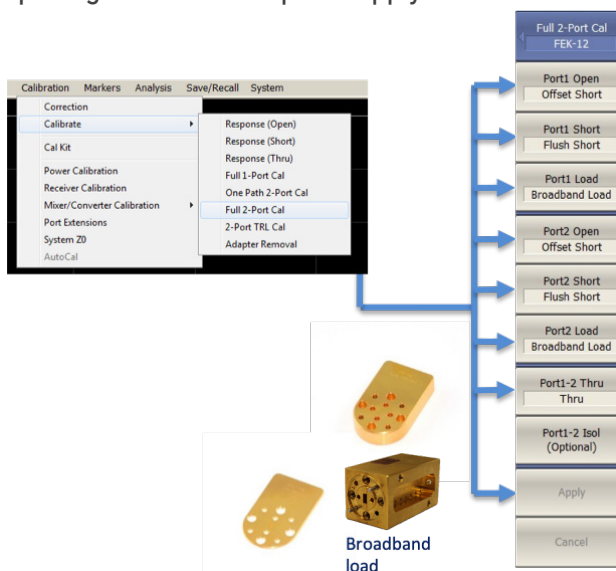 Full 2-Port Cal
FEK-12
Port1 Open
Offset Short
Port1 Short
Flush Short
Port1 Load
Broadband Load
Port2 Open
Offset Short
Port2 Short
Flush Short
Port2 Load
Broadband Load
Port1-2 Thru
Thru
Port1-2 Isol
(Optional)
Apply
Cancel
Calibration Markers Analysis Save/Recall System
Correction
Calibrate
Cal Kit
Power Calibration
Receiver Calibration
Mixer/Converter Calibration
Port Extensions
System Z0
AutoCal
Response (Open)
Response (Short)
Response (Thru)
Full 1-Port Cal
One Path 2-Port Cal
Full 2-Port Cal
2-Port TRL Cal
Adapter Removal
Broadband
load